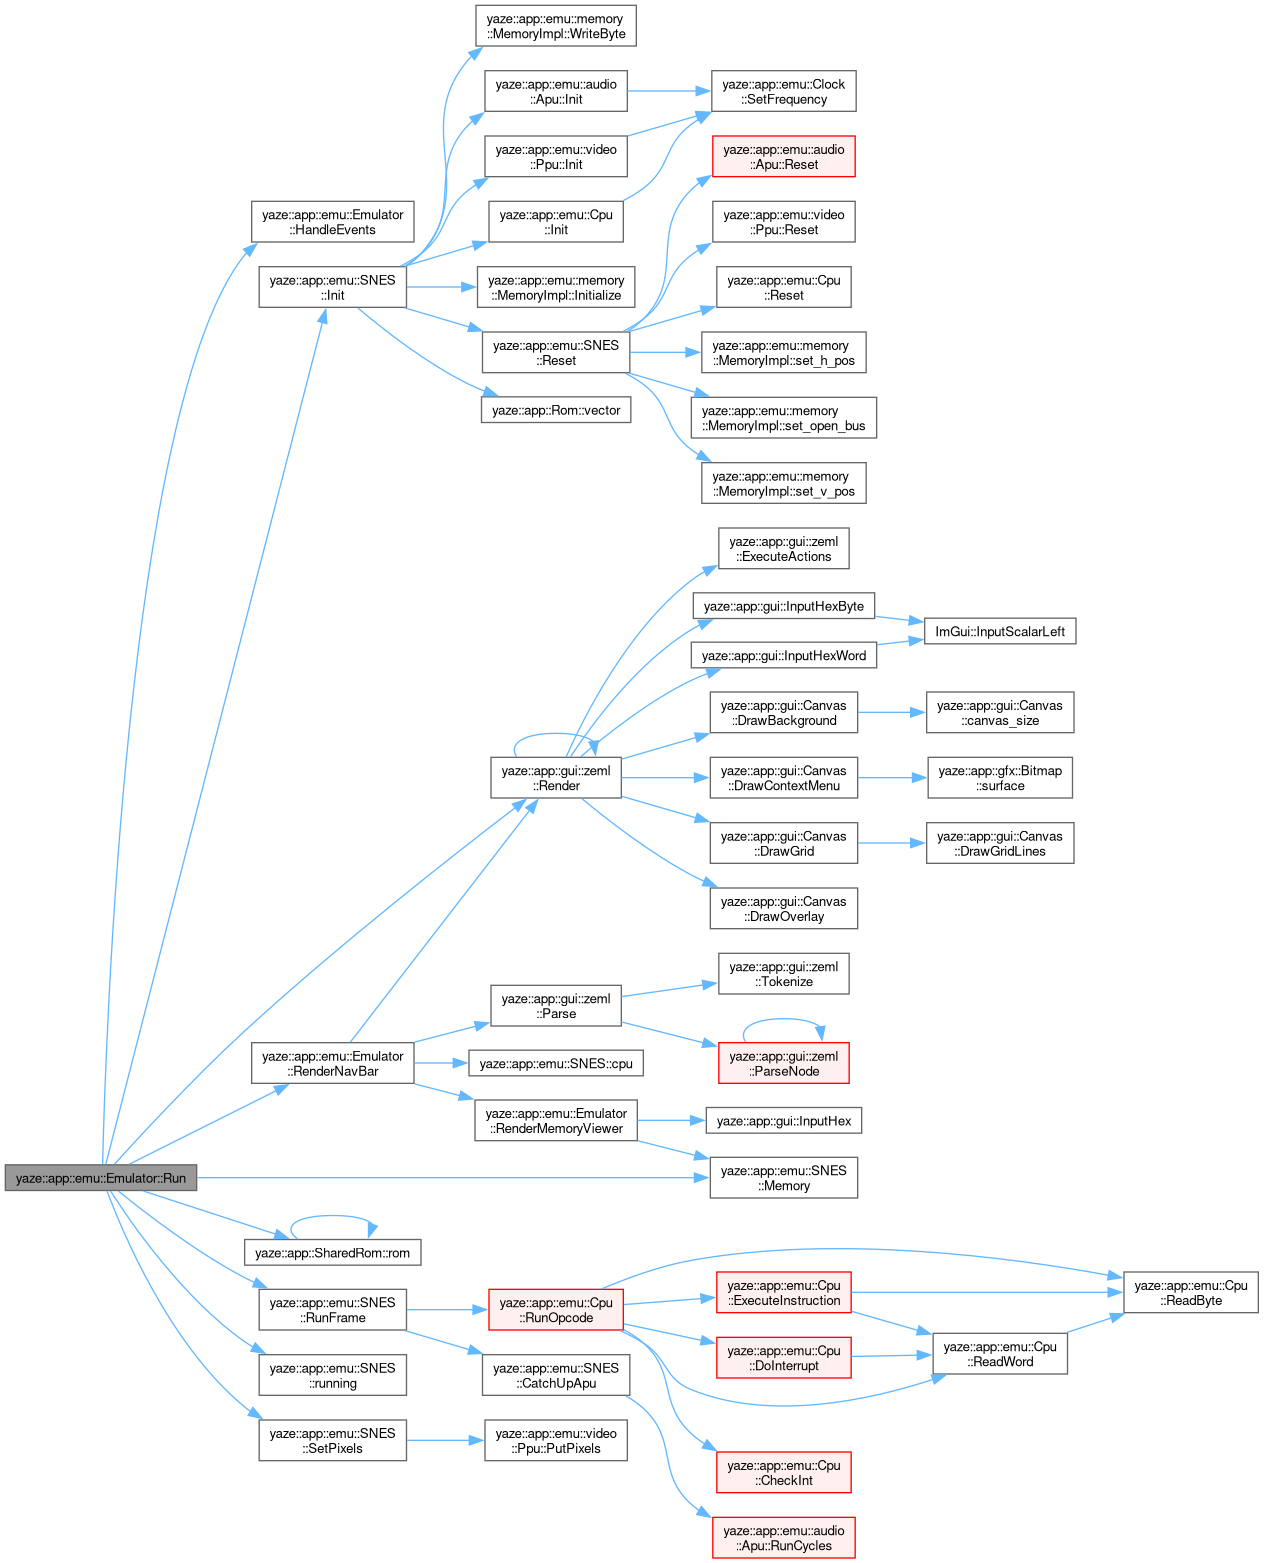 yaze::app::emu::memory
::MemoryImpl::WriteByte
yaze::app::emu::audio
::Apu::Init
yaze::app::emu::Clock
::SetFrequency
yaze::app::emu::video
::Ppu::Init
yaze::app::emu::audio
::Apu::Reset
yaze::app::emu::Emulator
::HandleEvents
yaze::app::emu::Cpu
::Init
yaze::app::emu::video
::Ppu::Reset
yaze::app::emu::SNES
::Init
yaze::app::emu::memory
::MemoryImpl::Initialize
yaze::app::emu::Cpu
::Reset
yaze::app::emu::SNES
::Reset
yaze::app::emu::memory
::MemoryImpl::set_h_pos
yaze::app::Rom::vector
yaze::app::emu::memory
::MemoryImpl::set_open_bus
yaze::app::emu::memory
::MemoryImpl::set_v_pos
yaze::app::gui::zeml
::ExecuteActions
yaze::app::gui::InputHexByte
ImGui::InputScalarLeft
yaze::app::gui::InputHexWord
yaze::app::gui::Canvas
::DrawBackground
yaze::app::gui::Canvas
::canvas_size
yaze::app::gui::zeml
::Render
yaze::app::gui::Canvas
::DrawContextMenu
yaze::app::gfx::Bitmap
::surface
yaze::app::gui::Canvas
::DrawGrid
yaze::app::gui::Canvas
::DrawGridLines
yaze::app::gui::Canvas
::DrawOverlay
yaze::app::gui::zeml
::Tokenize
yaze::app::gui::zeml
::Parse
yaze::app::emu::Emulator
::RenderNavBar
yaze::app::emu::SNES::cpu
yaze::app::gui::zeml
::ParseNode
yaze::app::emu::Emulator
::RenderMemoryViewer
yaze::app::gui::InputHex
yaze::app::emu::Emulator::Run
yaze::app::emu::SNES
::Memory
yaze::app::SharedRom::rom
yaze::app::emu::SNES
::RunFrame
yaze::app::emu::Cpu
::RunOpcode
yaze::app::emu::Cpu
::ExecuteInstruction
yaze::app::emu::Cpu
::ReadByte
yaze::app::emu::SNES
::running
yaze::app::emu::SNES
::CatchUpApu
yaze::app::emu::Cpu
::DoInterrupt
yaze::app::emu::Cpu
::ReadWord
yaze::app::emu::SNES
::SetPixels
yaze::app::emu::video
::Ppu::PutPixels
yaze::app::emu::Cpu
::CheckInt
yaze::app::emu::audio
::Apu::RunCycles